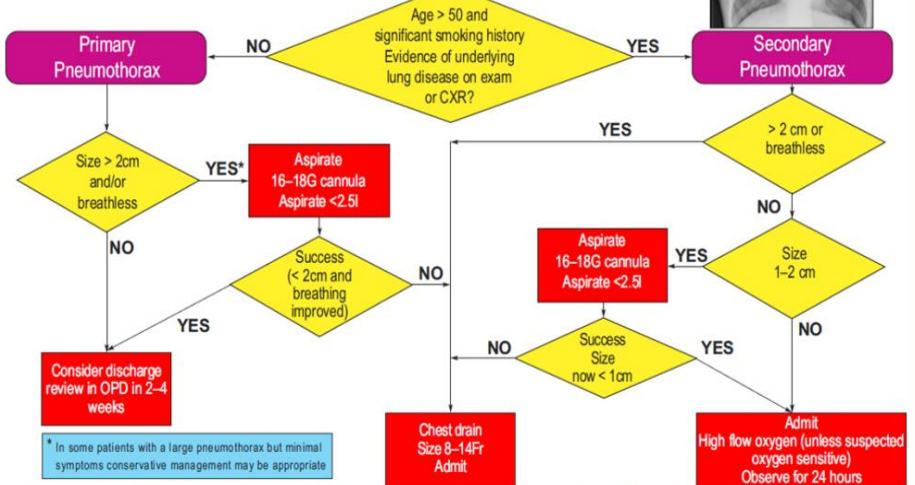 Age > 50 and
significant smoking history
Evidence of underlying
lung disease on exam
or CXR?
NO
YES
Primary
Pneumothorax
Secondary
Pneumothorax
Size > 2cm
and/or
breathless
YES*
NO
Aspirate
16–18G cannula
Aspirate <2.5l
Success
(< 2cm and
breathing
improved)
YES
NO
Consider discharge
review in OPD in 2–4
weeks
* In some patients with a large pneumothorax but minimal
symptoms conservative management may be appropriate
> 2 cm or
breathless
YES
NO
Size
1–2 cm
YES
NO
Aspirate
16–18G cannula
Aspirate <2.5l
Success
Size
now < 1cm
NO
YES
Chest drain
Size 8–14Fr
Admit
Admit
High flow oxygen (unless suspected
oxygen sensitive)
Observe for 24 hours